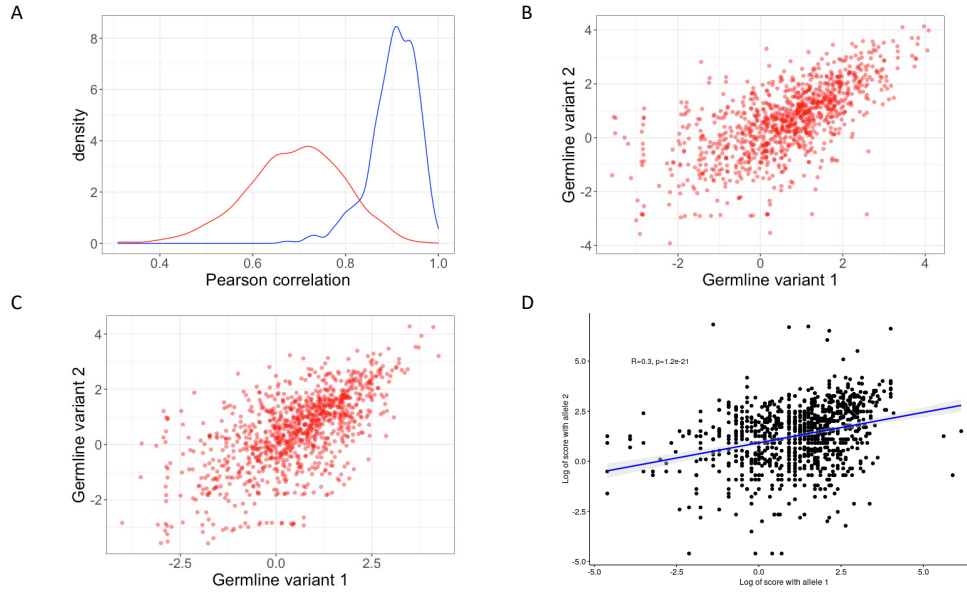 A
density
8
6
4
2
0
0.4
0.6
0.8
1.0
Pearson correlation
B
Germline variant 2
4
2
0
-2
-4
-2
0
2
4
Germline variant 1
C
Germline variant 2
4
2
0
-2
-2.5
0.0
2.5
Germline variant 1
D
Log of score with allele 2
5.0
2.5
0.0
-2.5
-5.0
R=0.3, p=1.2e-21
-5.0
-2.5
0.0
2.5
5.0
Log of score with allele 1